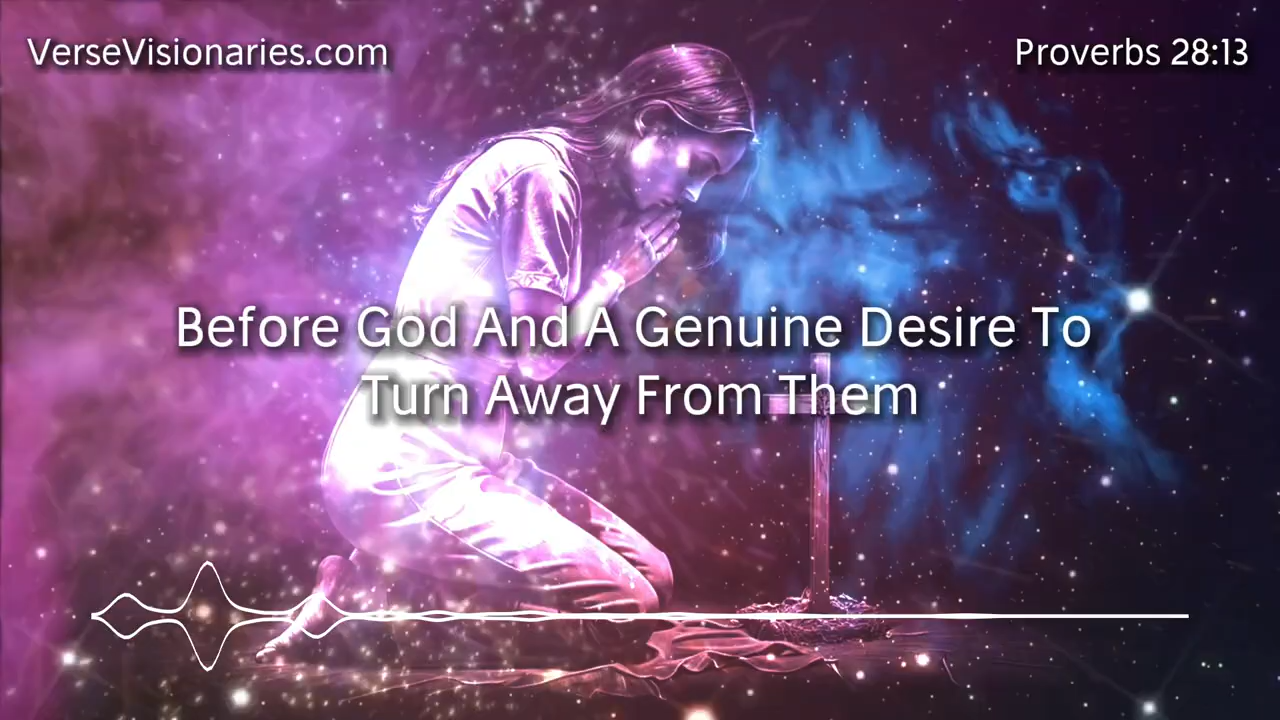 VerseVisionaries.com
Proverbs 28:13
Before God And A Genuine Desire To
Turn Away From Them